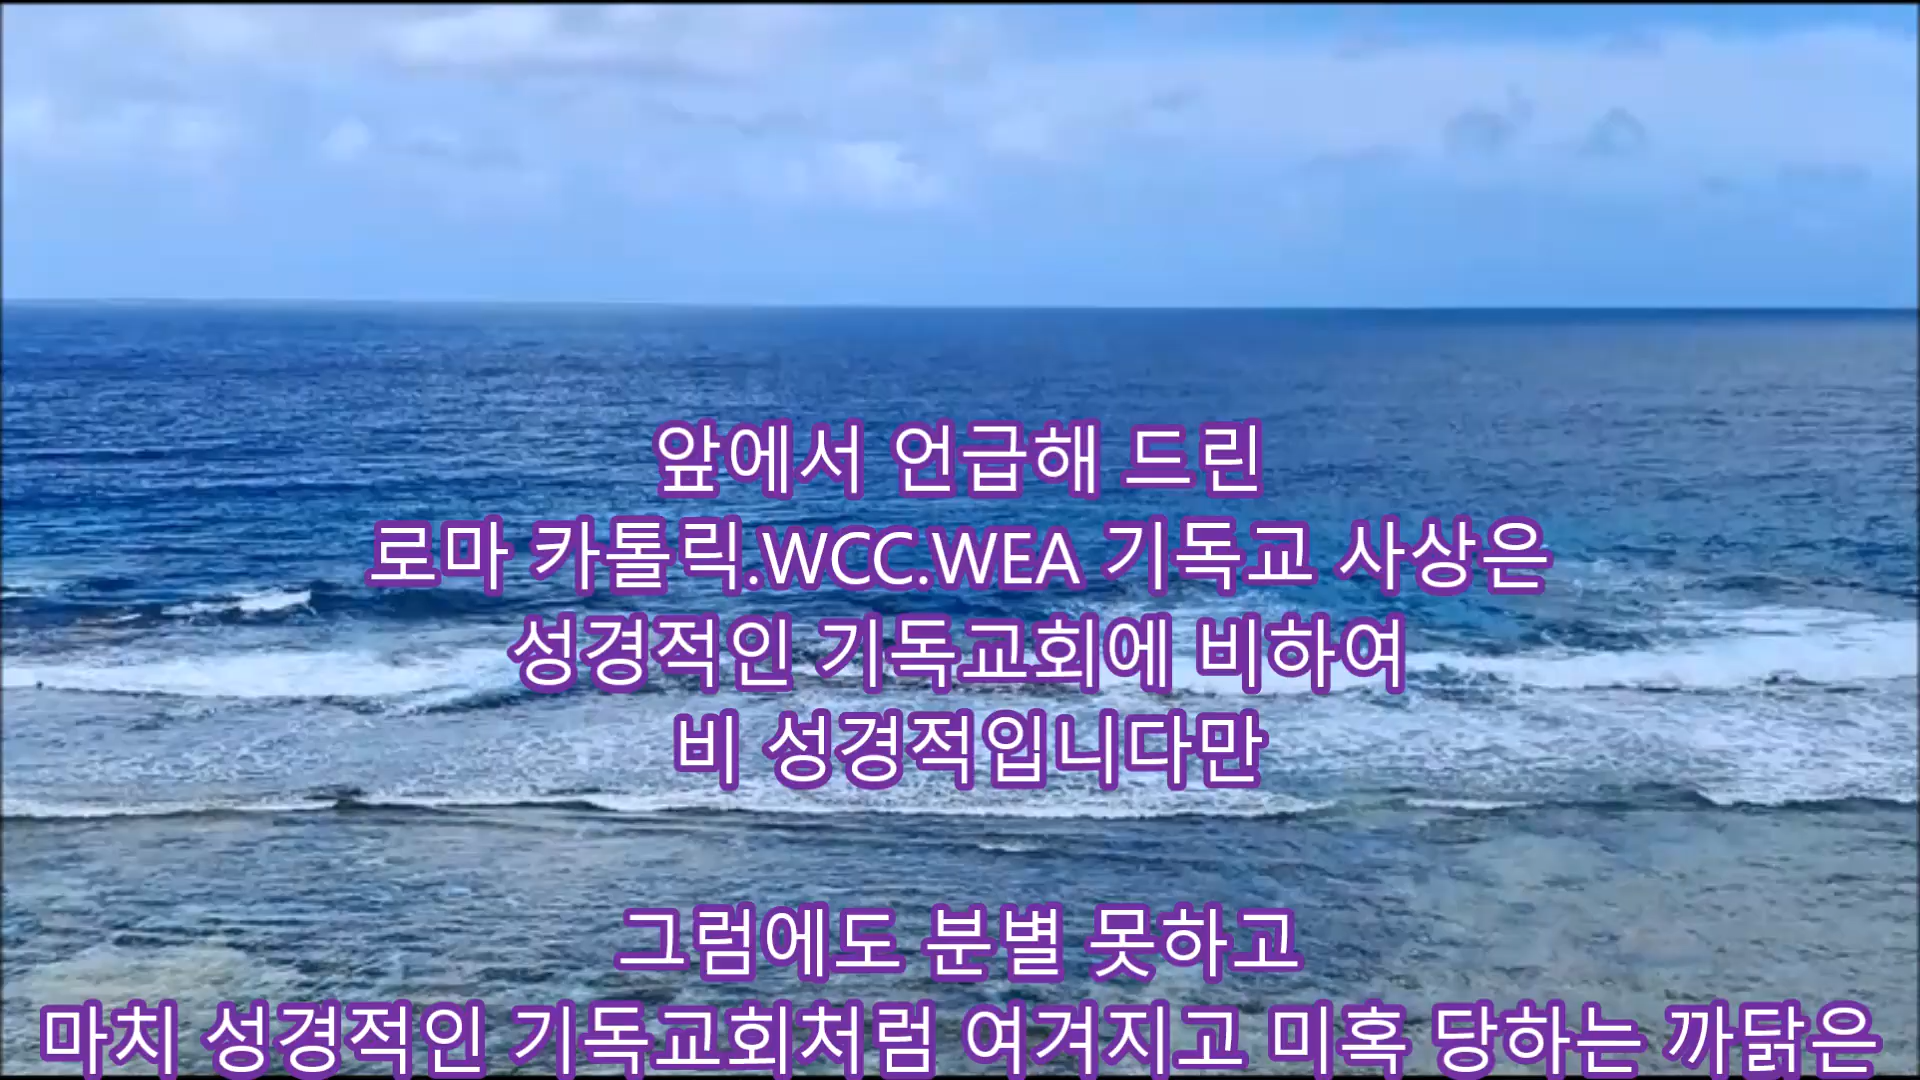 앞에서 언급해 드린
로마 카톨릭.WCC.WEA 기독교 사상은
성경적인 기독교회에 비하여
비 성경적입니다만
그럼에도 분별 못하고
마치 성경적인 기독교회처럼 여겨지고 미혹 당하는 까닭은